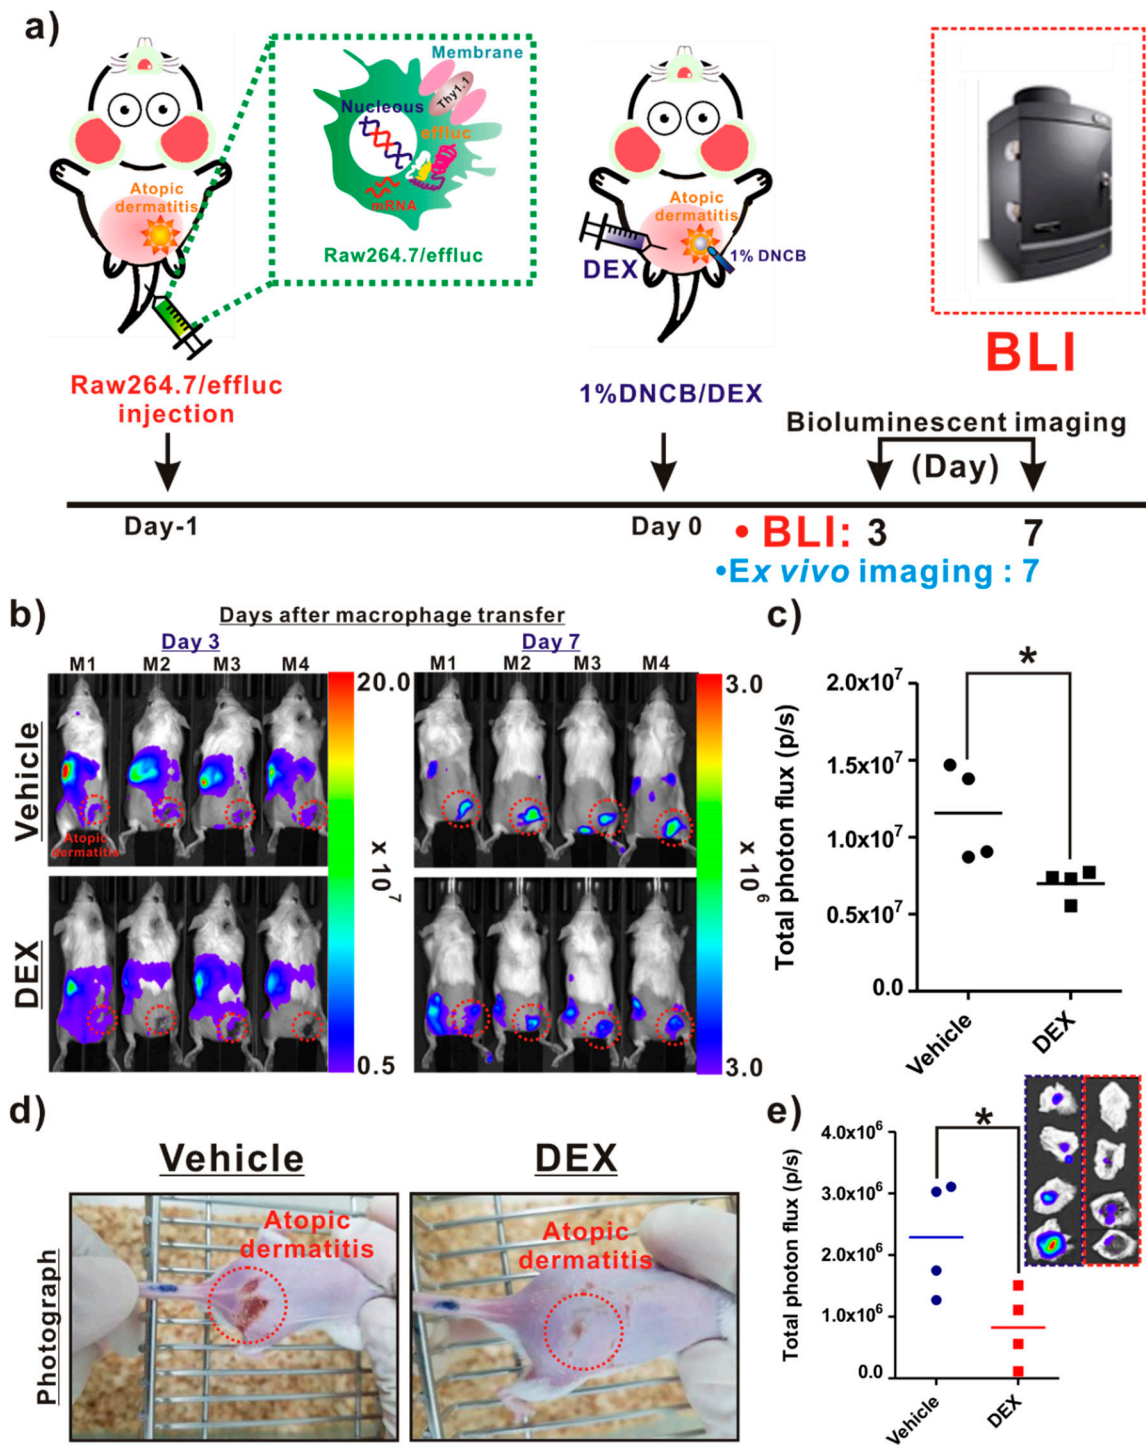 a)
Membrane
Thy1.1
Nucleous
effluc
mRNA
Raw264.7/effluc
Atopic
dermatitis
Atopic
dermatitis
DEX
1% DNCB
BLI
Raw264.7/effluc
injection
1%DNCB/DEX
Bioluminescent imaging
(Day)
Day-1
Day 0
• BLI: 3 7
•Ex vivo imaging : 7
b)
Days after macrophage transfer
Day 3
Day 7
M1 M2 M3 M4
M1 M2 M3 M4
Vehicle
Atopic
dermatitis
DEX
20.0
x 10⁷
0.5
3.0
x 10⁶
3.0
c)
Total photon flux (p/s)
2.0x10⁷
1.5x10⁷
1.0x10⁷
0.5x10⁷
0.0
*
Vehicle
DEX
d)
Vehicle
DEX
Photograph
Atopic
dermatitis
Atopic
dermatitis
e)
Total photon flux (p/s)
4.0x10⁶
3.0x10⁶
2.0x10⁶
1.0x10⁶
0.0
*
Vehicle
DEX